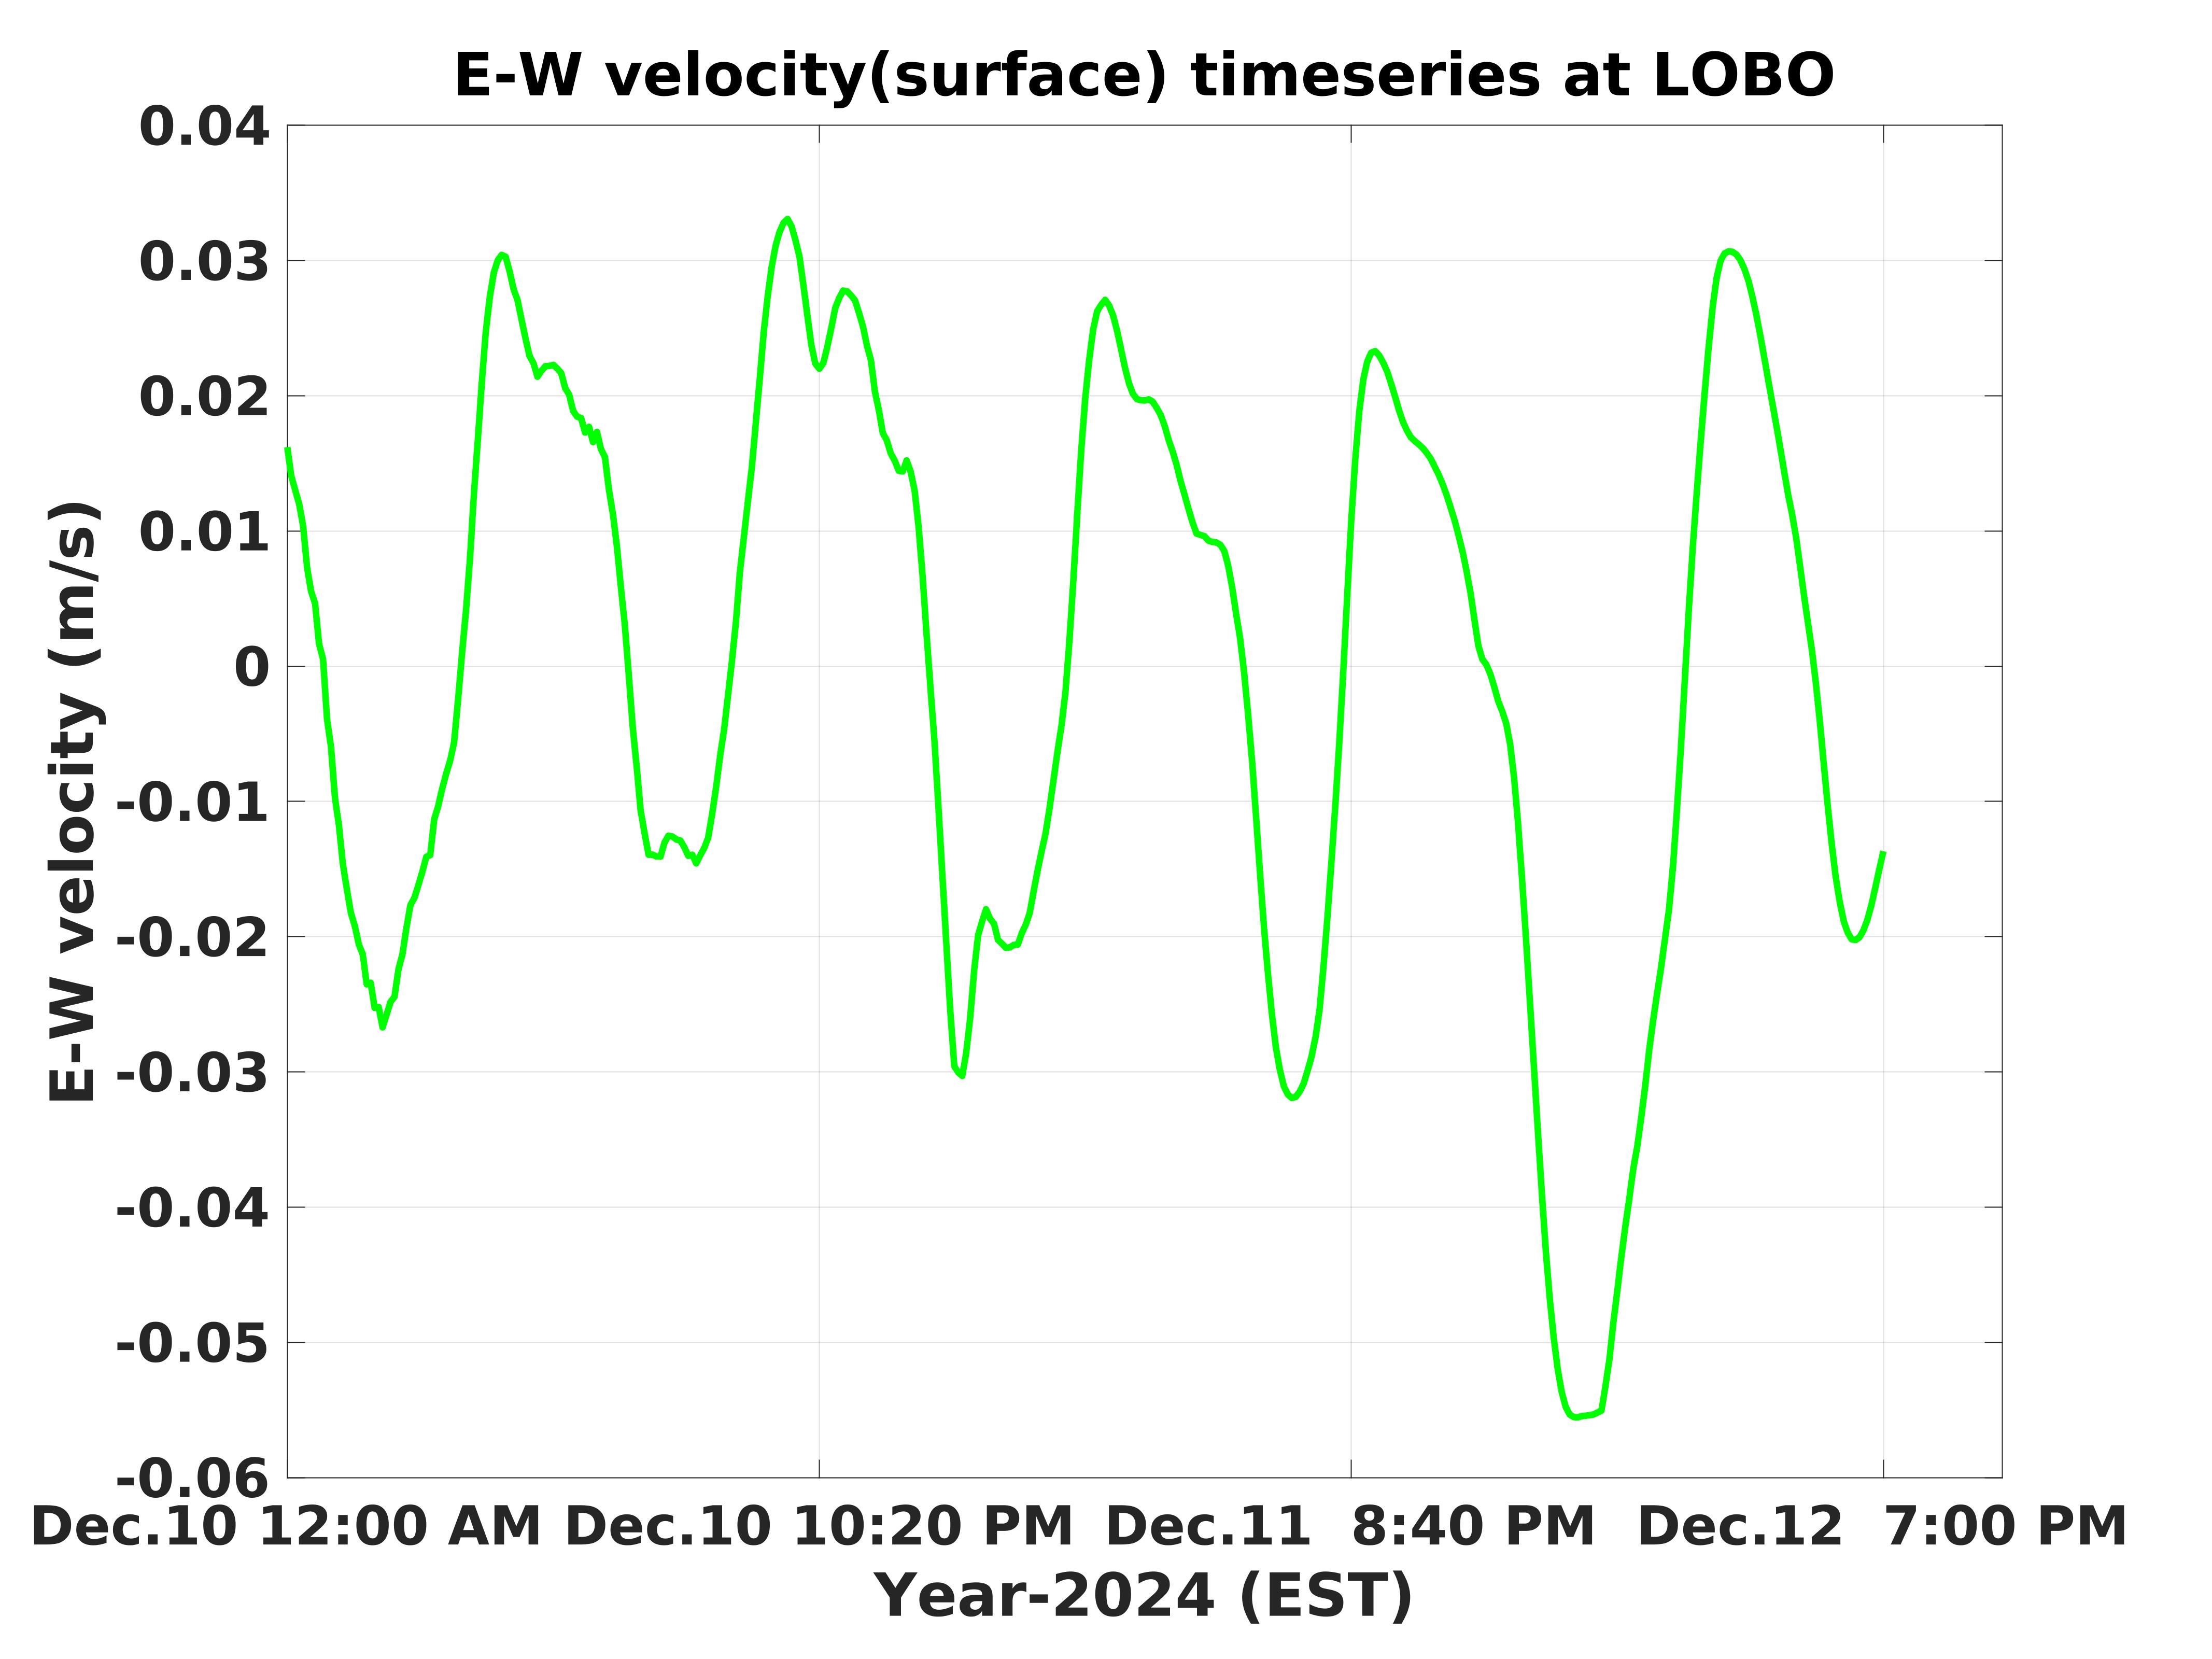 E-W velocity(surface) timeseries at LOBO
E-W velocity (m/s)
0.04
0.03
0.02
0.01
0
-0.01
-0.02
-0.03
-0.04
-0.05
-0.06
Dec.10 12:00 AM Dec.10 10:20 PM Dec.11 8:40 PM Dec.12 7:00 PM
Year-2024 (EST)